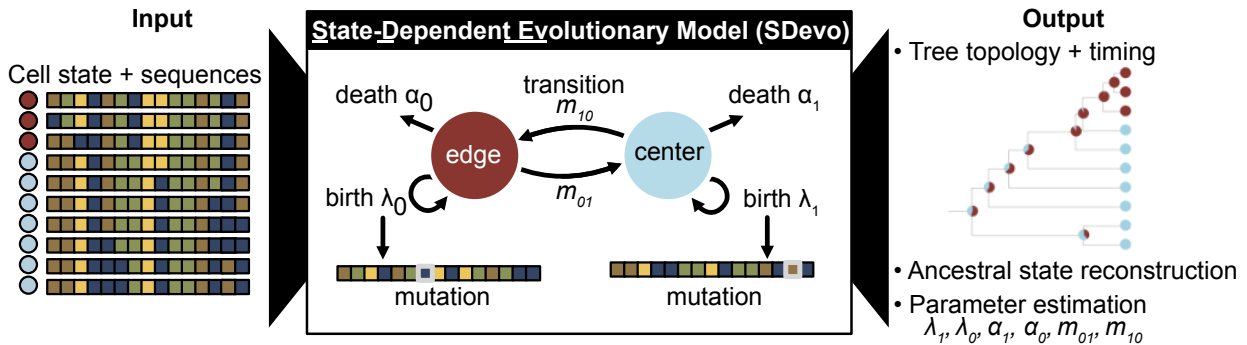 Input
Cell state + sequences
State-Dependent Evolutionary Model (SDevo)
death α0
transition
m10
death α1
edge
center
m01
birth λ0
birth λ1
mutation
mutation
Output
• Tree topology + timing
• Ancestral state reconstruction
• Parameter estimation
λ1, λ0, α1, α0, m01, m10